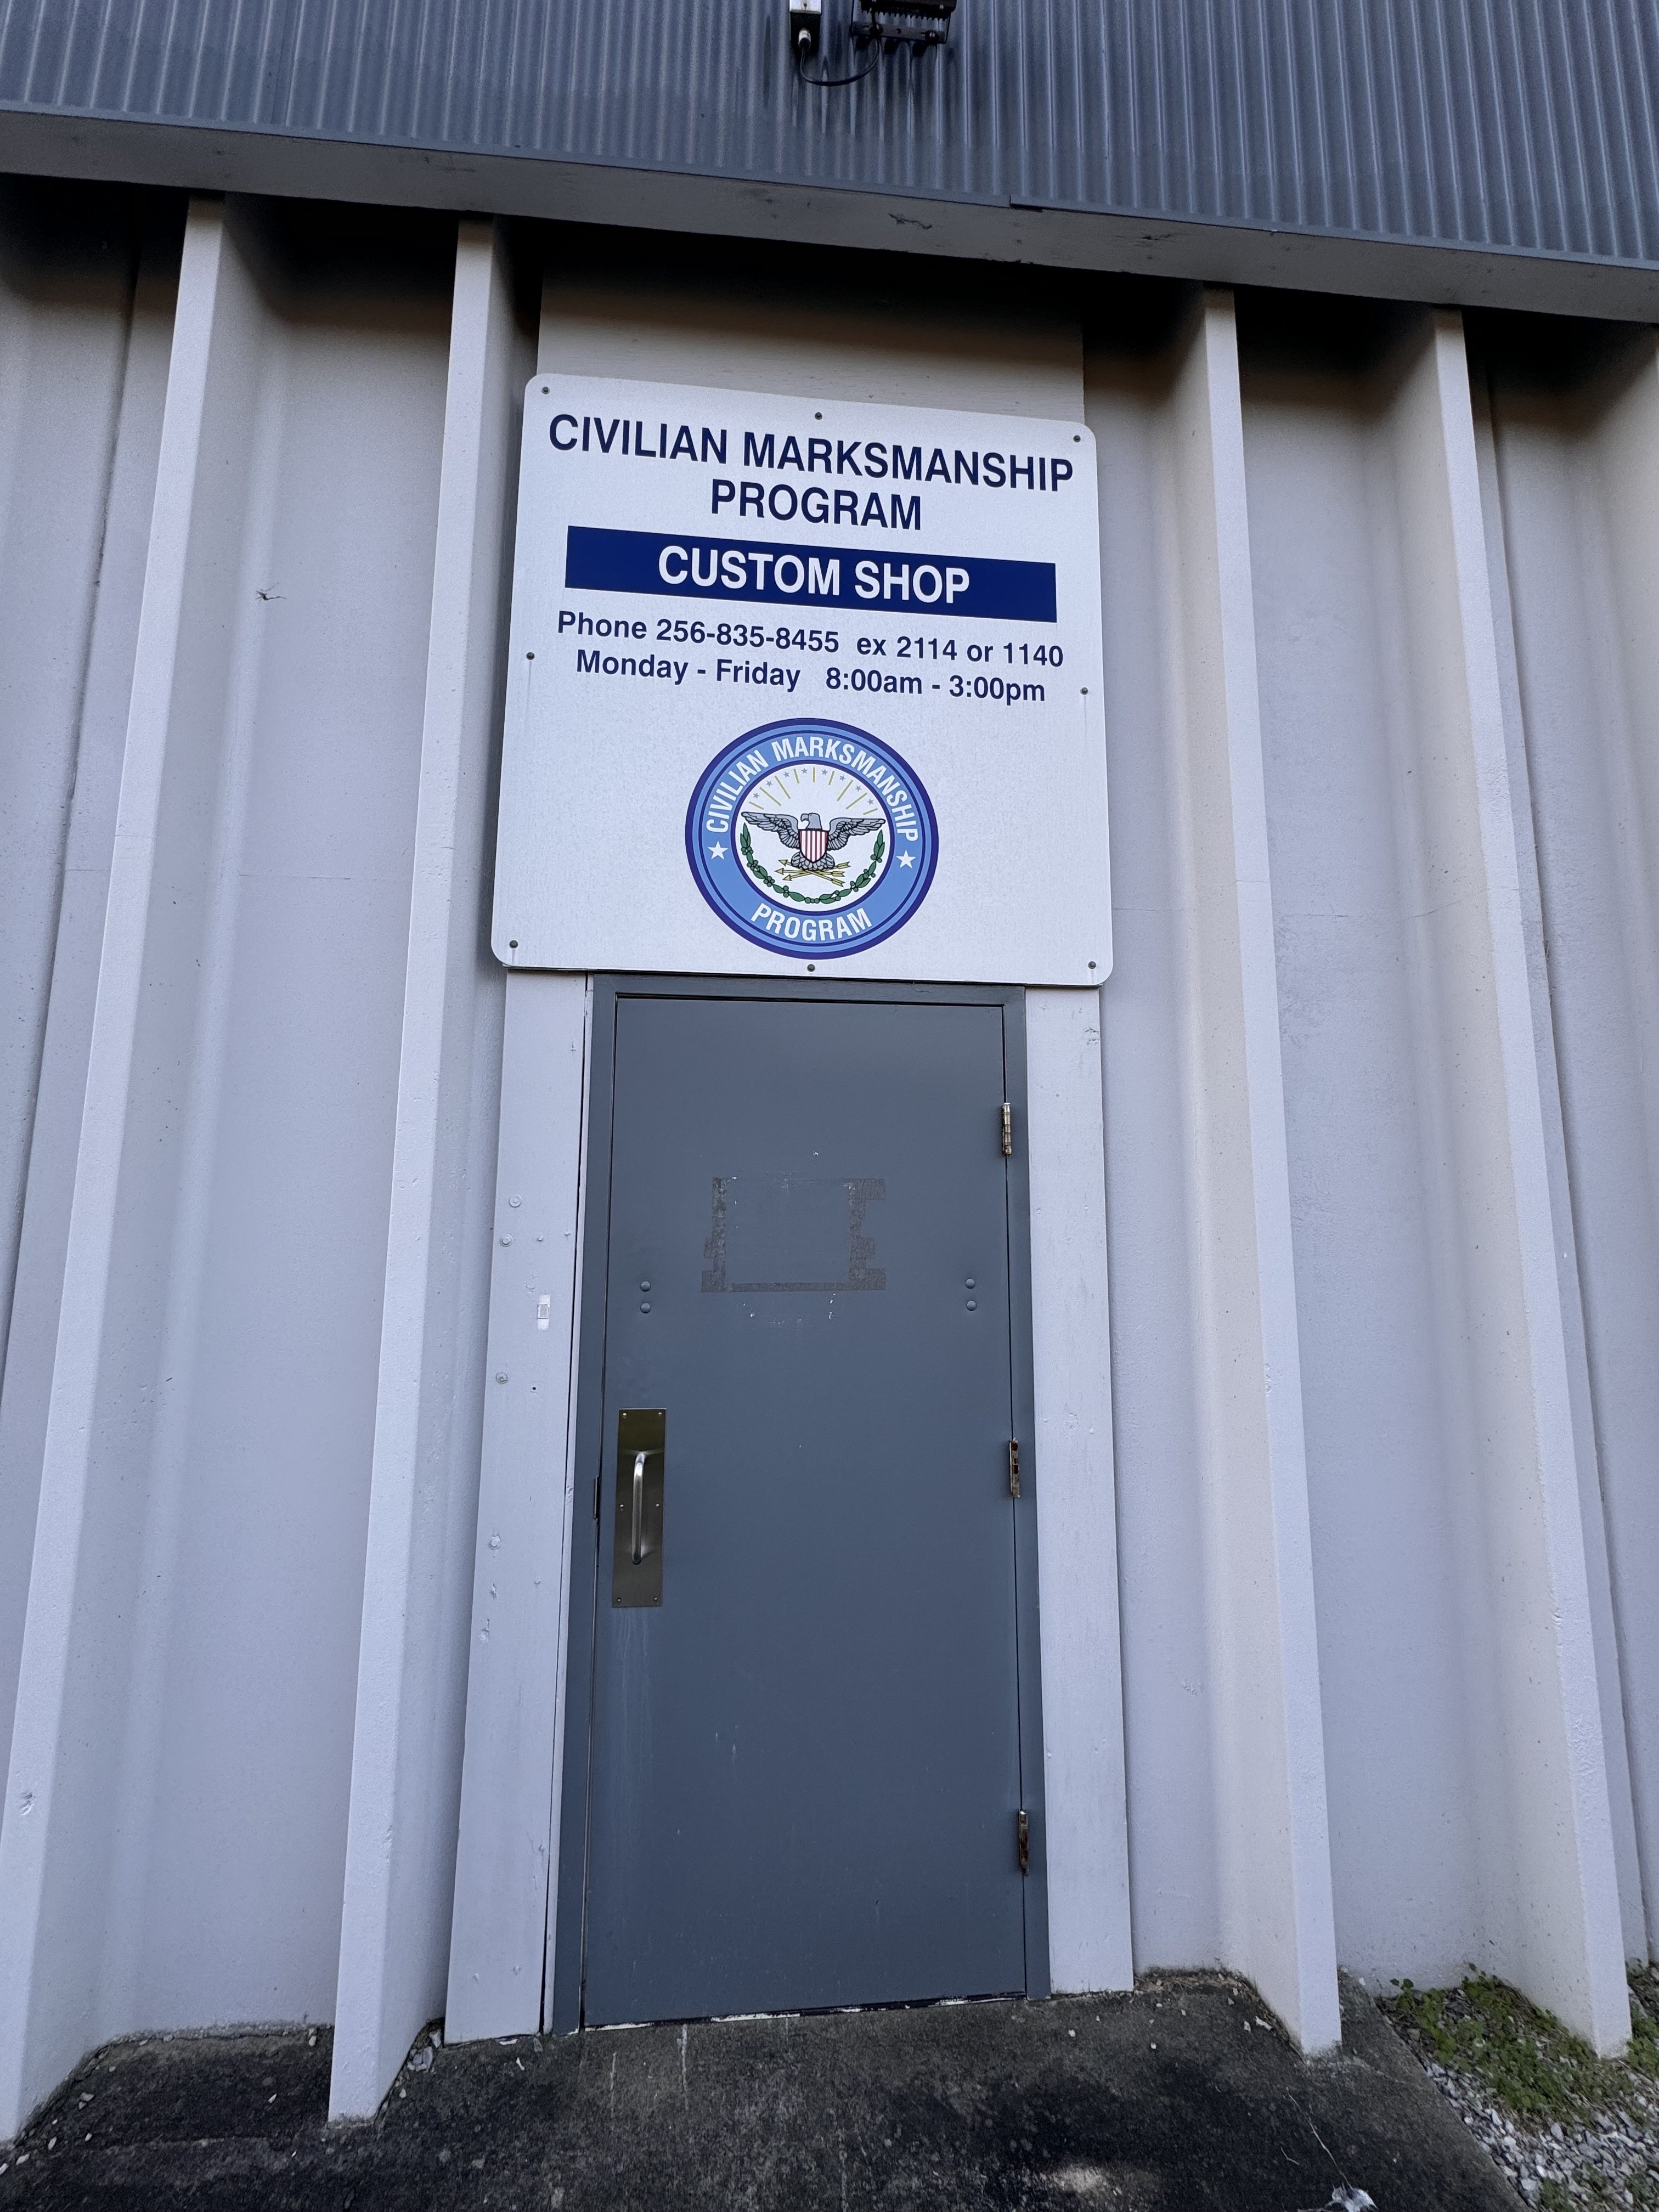 CIVILIAN MARKSMANSHIP
PROGRAM
CUSTOM SHOP
Phone 256-835-8455 ex 2114 or 1140
Monday - Friday 8:00am - 3:00pm
CIVILIAN MARKSMANSHIP
PROGRAM